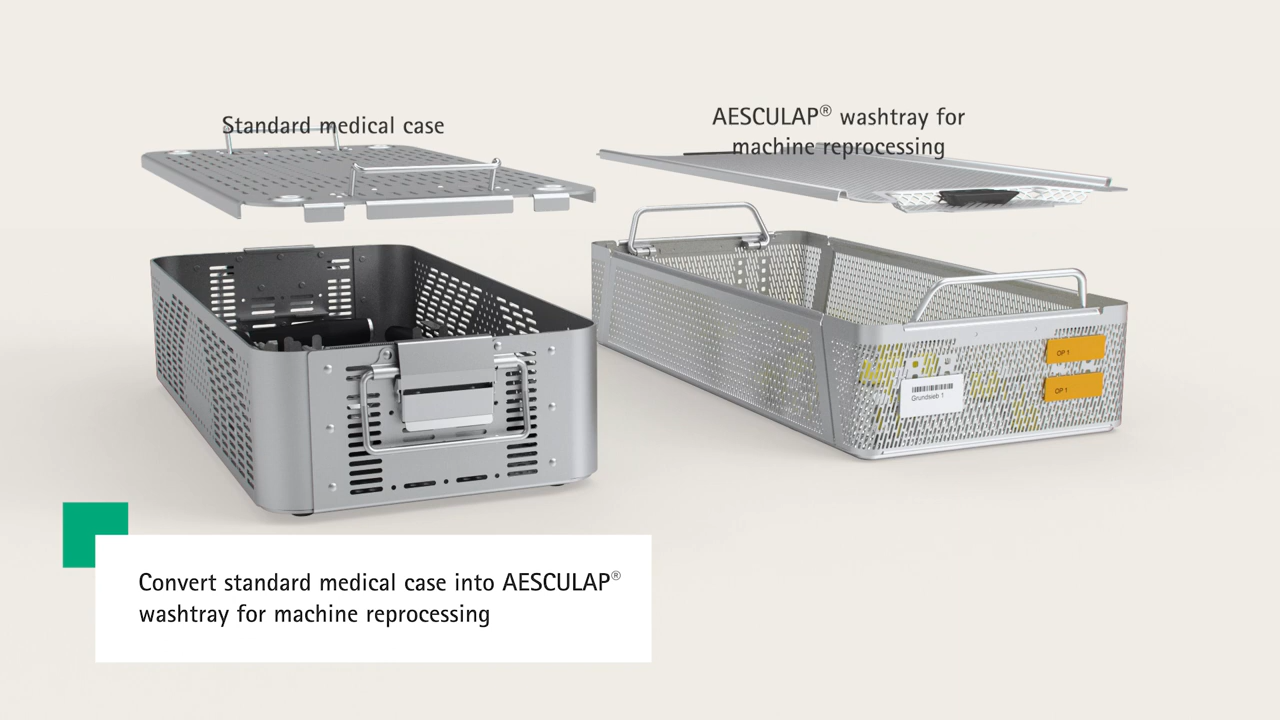 Standard medical case
AESCULAP® washtray for
machine reprocessing
OP 1
OP 1
Grundsieb 1
Convert standard medical case into AESCULAP®
washtray for machine reprocessing